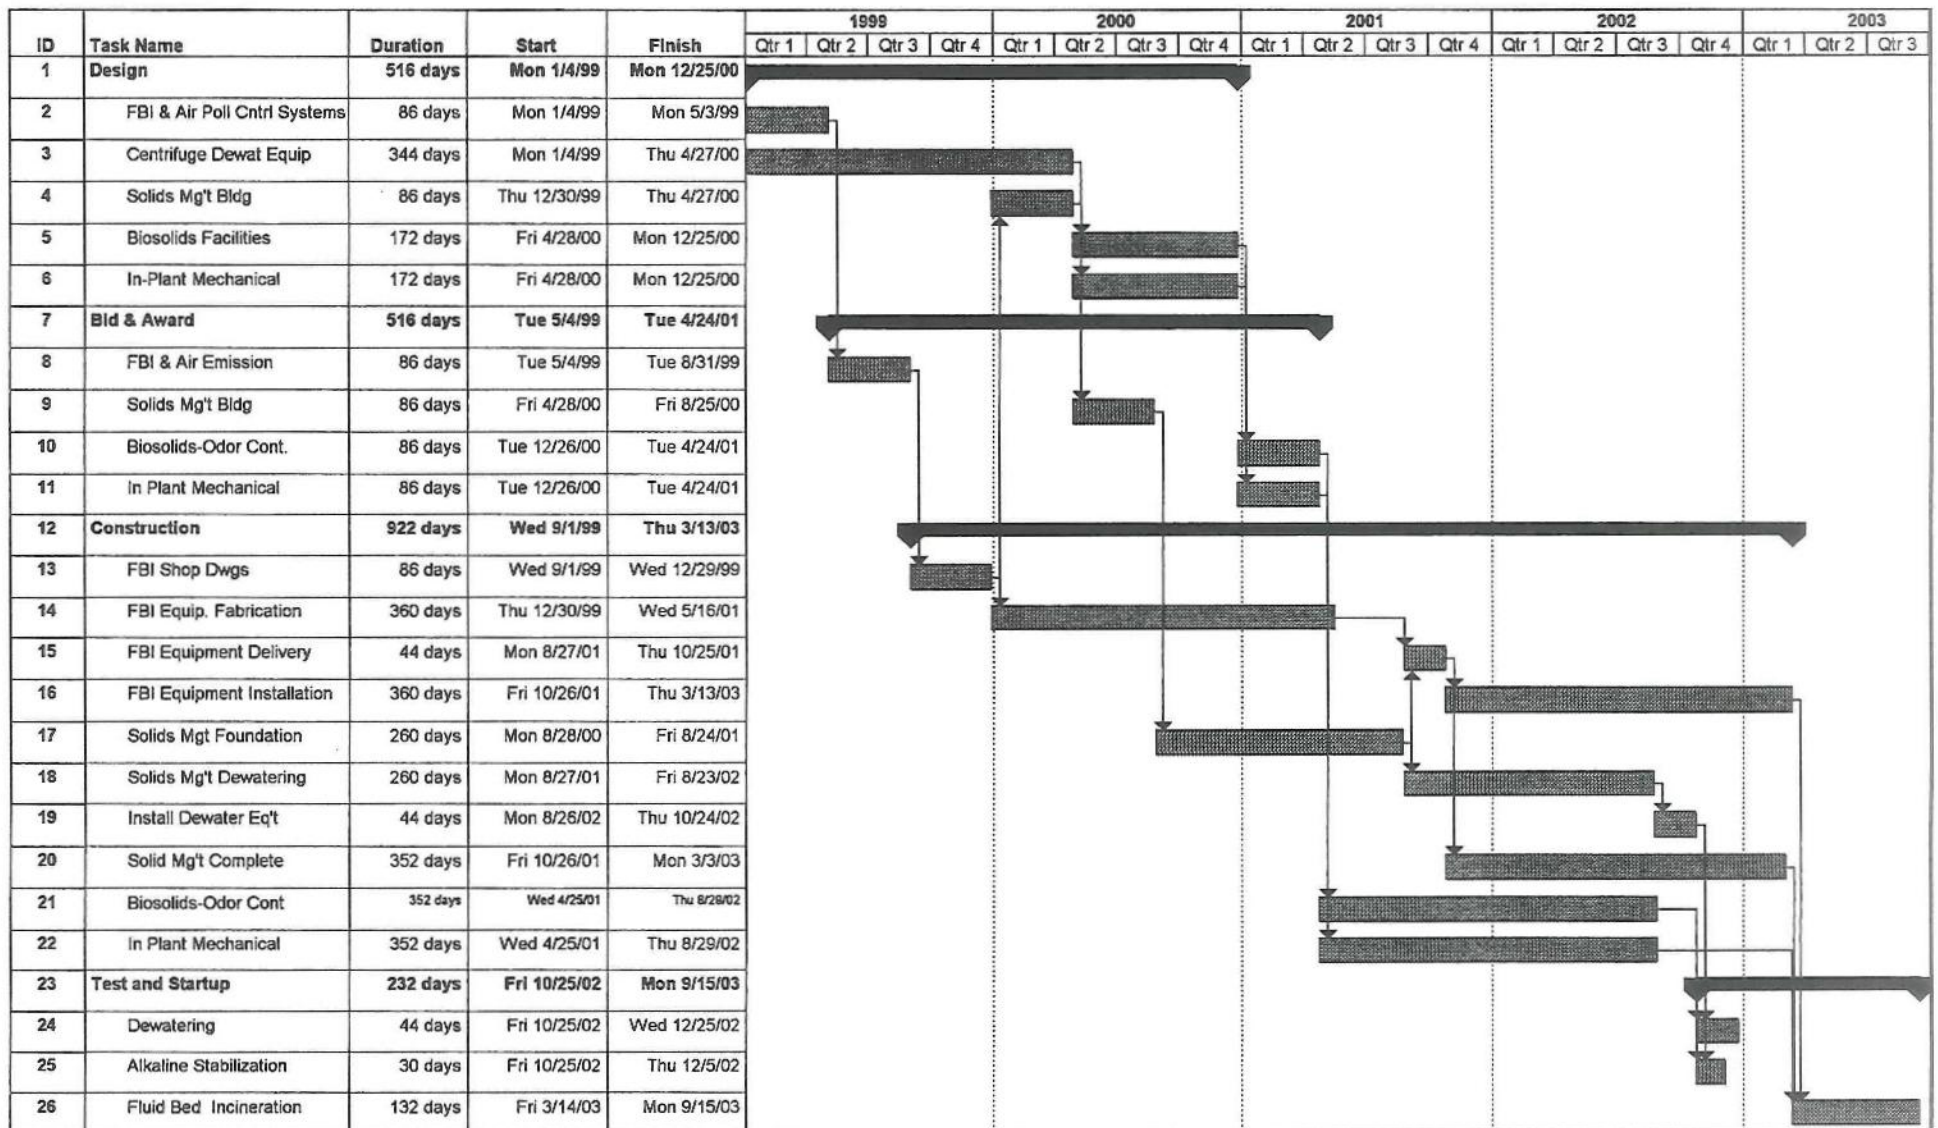 1999 2000 2001 2002 2003
ID Task Name Duration Start Finish Qtr 1 Qtr 2 Qtr 3 Qtr 4 Qtr 1 Qtr 2 Qtr 3 Qtr 4 Qtr 1 Qtr 2 Qtr 3 Qtr 4 Qtr 1 Qtr 2 Qtr 3 Qtr 4 Qtr 1 Qtr 2 Qtr 3
1 Design 516 days Mon 1/4/99 Mon 12/25/00
2 FBI & Air Poll Cntrl Systems 86 days Mon 1/4/99 Mon 5/3/99
3 Centrifuge Dewat Equip 344 days Mon 1/4/99 Thu 4/27/00
4 Solids Mg't Bldg 86 days Thu 12/30/99 Thu 4/27/00
5 Biosolids Facilities 172 days Fri 4/28/00 Mon 12/25/00
6 In-Plant Mechanical 172 days Fri 4/28/00 Mon 12/25/00
7 Bid & Award 516 days Tue 5/4/99 Tue 4/24/01
8 FBI & Air Emission 86 days Tue 5/4/99 Tue 8/31/99
9 Solids Mg't Bldg 86 days Fri 4/28/00 Fri 8/25/00
10 Biosolids-Odor Cont. 86 days Tue 12/26/00 Tue 4/24/01
11 In Plant Mechanical 86 days Tue 12/26/00 Tue 4/24/01
12 Construction 922 days Wed 9/1/99 Thu 3/13/03
13 FBI Shop Dwgs 86 days Wed 9/1/99 Wed 12/29/99
14 FBI Equip. Fabrication 360 days Thu 12/30/99 Wed 5/16/01
15 FBI Equipment Delivery 44 days Mon 8/27/01 Thu 10/25/01
16 FBI Equipment Installation 360 days Fri 10/26/01 Thu 3/13/03
17 Solids Mgt Foundation 260 days Mon 8/28/00 Fri 8/24/01
18 Solids Mg't Dewatering 260 days Mon 8/27/01 Fri 8/23/02
19 Install Dewater Eq't 44 days Mon 8/26/02 Thu 10/24/02
20 Solid Mg't Complete 352 days Fri 10/26/01 Mon 3/3/03
21 Biosolids-Odor Cont 352 days Wed 4/25/01 Thu 8/29/02
22 In Plant Mechanical 352 days Wed 4/25/01 Thu 8/29/02
23 Test and Startup 232 days Fri 10/25/02 Mon 9/15/03
24 Dewatering 44 days Fri 10/25/02 Wed 12/25/02
25 Alkaline Stabilization 30 days Fri 10/25/02 Thu 12/5/02
26 Fluid Bed Incineration 132 days Fri 3/14/03 Mon 9/15/03